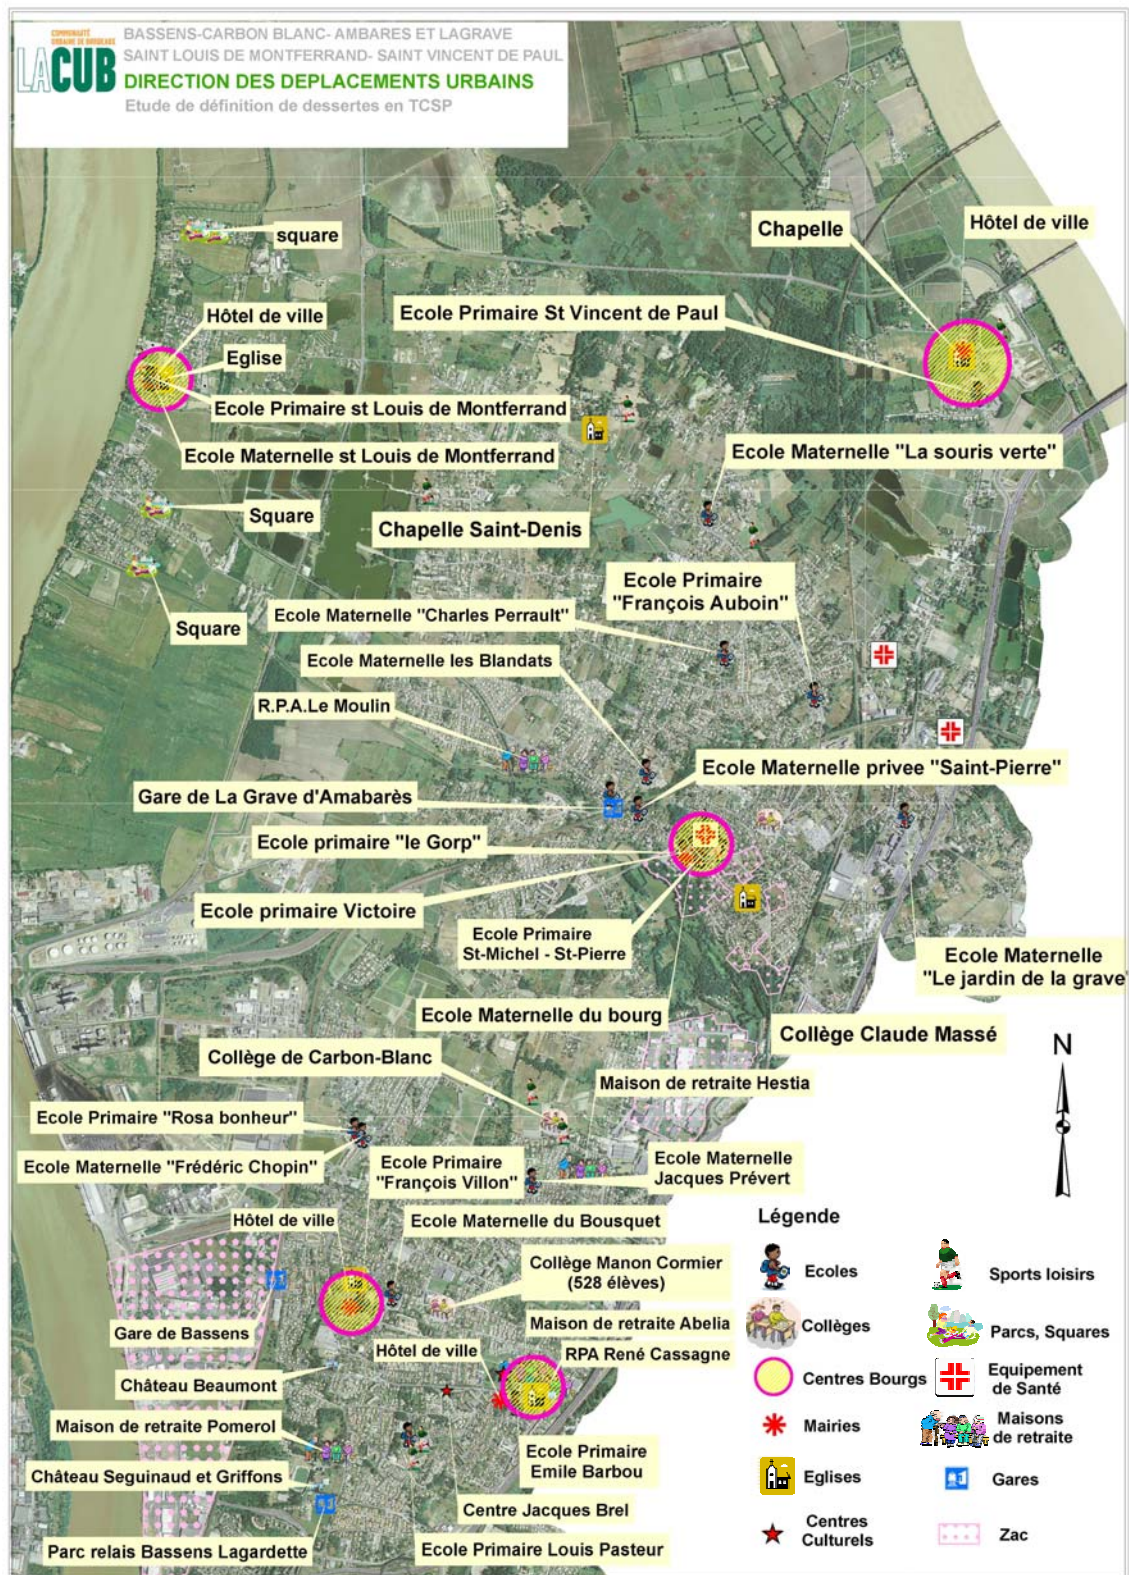 COMMUNAUTÉ
URBAINE DE BORDEAUX
LACUB
BASSENS-CARBON BLANC- AMBARES ET LAGRAVE
SAINT LOUIS DE MONTFERRAND- SAINT VINCENT DE PAUL
DIRECTION DES DEPLACEMENTS URBAINS
Etude de définition de dessertes en TCSP
square
Chapelle
Hôtel de ville
Hôtel de ville
Ecole Primaire St Vincent de Paul
Eglise
Ecole Primaire st Louis de Montferrand
Ecole Maternelle st Louis de Montferrand
Ecole Maternelle "La souris verte"
Square
Chapelle Saint-Denis
Ecole Primaire
"François Auboin"
Ecole Maternelle "Charles Perrault"
Square
Ecole Maternelle les Blandats
R.P.A.Le Moulin
Ecole Maternelle privee "Saint-Pierre"
Gare de La Grave d'Amabarès
Ecole primaire "le Gorp"
Ecole primaire Victoire
Ecole Primaire
St-Michel - St-Pierre
Ecole Maternelle
"Le jardin de la grave"
Ecole Maternelle du bourg
Collège Claude Massé
Collège de Carbon-Blanc
N
Maison de retraite Hestia
Ecole Primaire "Rosa bonheur"
Ecole Maternelle "Frédéric Chopin"
Ecole Primaire
"François Villon"
Ecole Maternelle
Jacques Prévert
Hôtel de ville
Ecole Maternelle du Bousquet
Collège Manon Cormier
(528 élèves)
Gare de Bassens
Maison de retraite Abelia
Hôtel de ville
RPA René Cassagne
Château Beaumont
Maison de retraite Pomerol
Ecole Primaire
Emile Barbou
Château Seguinaud et Griffons
Centre Jacques Brel
Parc relais Bassens Lagardette
Ecole Primaire Louis Pasteur
Légende
Ecoles
Sports loisirs
Collèges
Parcs, Squares
Centres Bourgs
Equipement
de Santé
Mairies
Maisons
de retraite
Eglises
Gares
Centres
Culturels
Zac